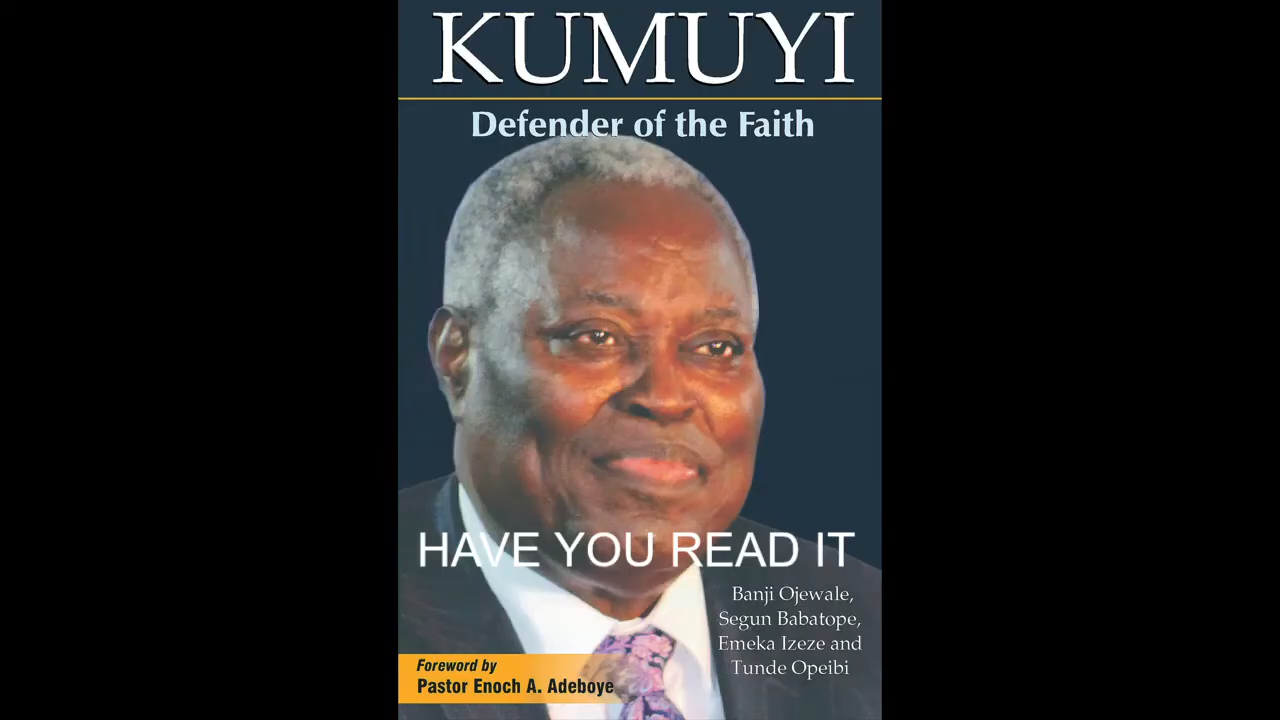 KUMUYI
Defender of the Faith
HAVE YOU READ IT
Banji Ojewale,
Segun Babatope,
Emeka Izeze and
Tunde Opeibi
Foreword by
Pastor Enoch A. Adeboye